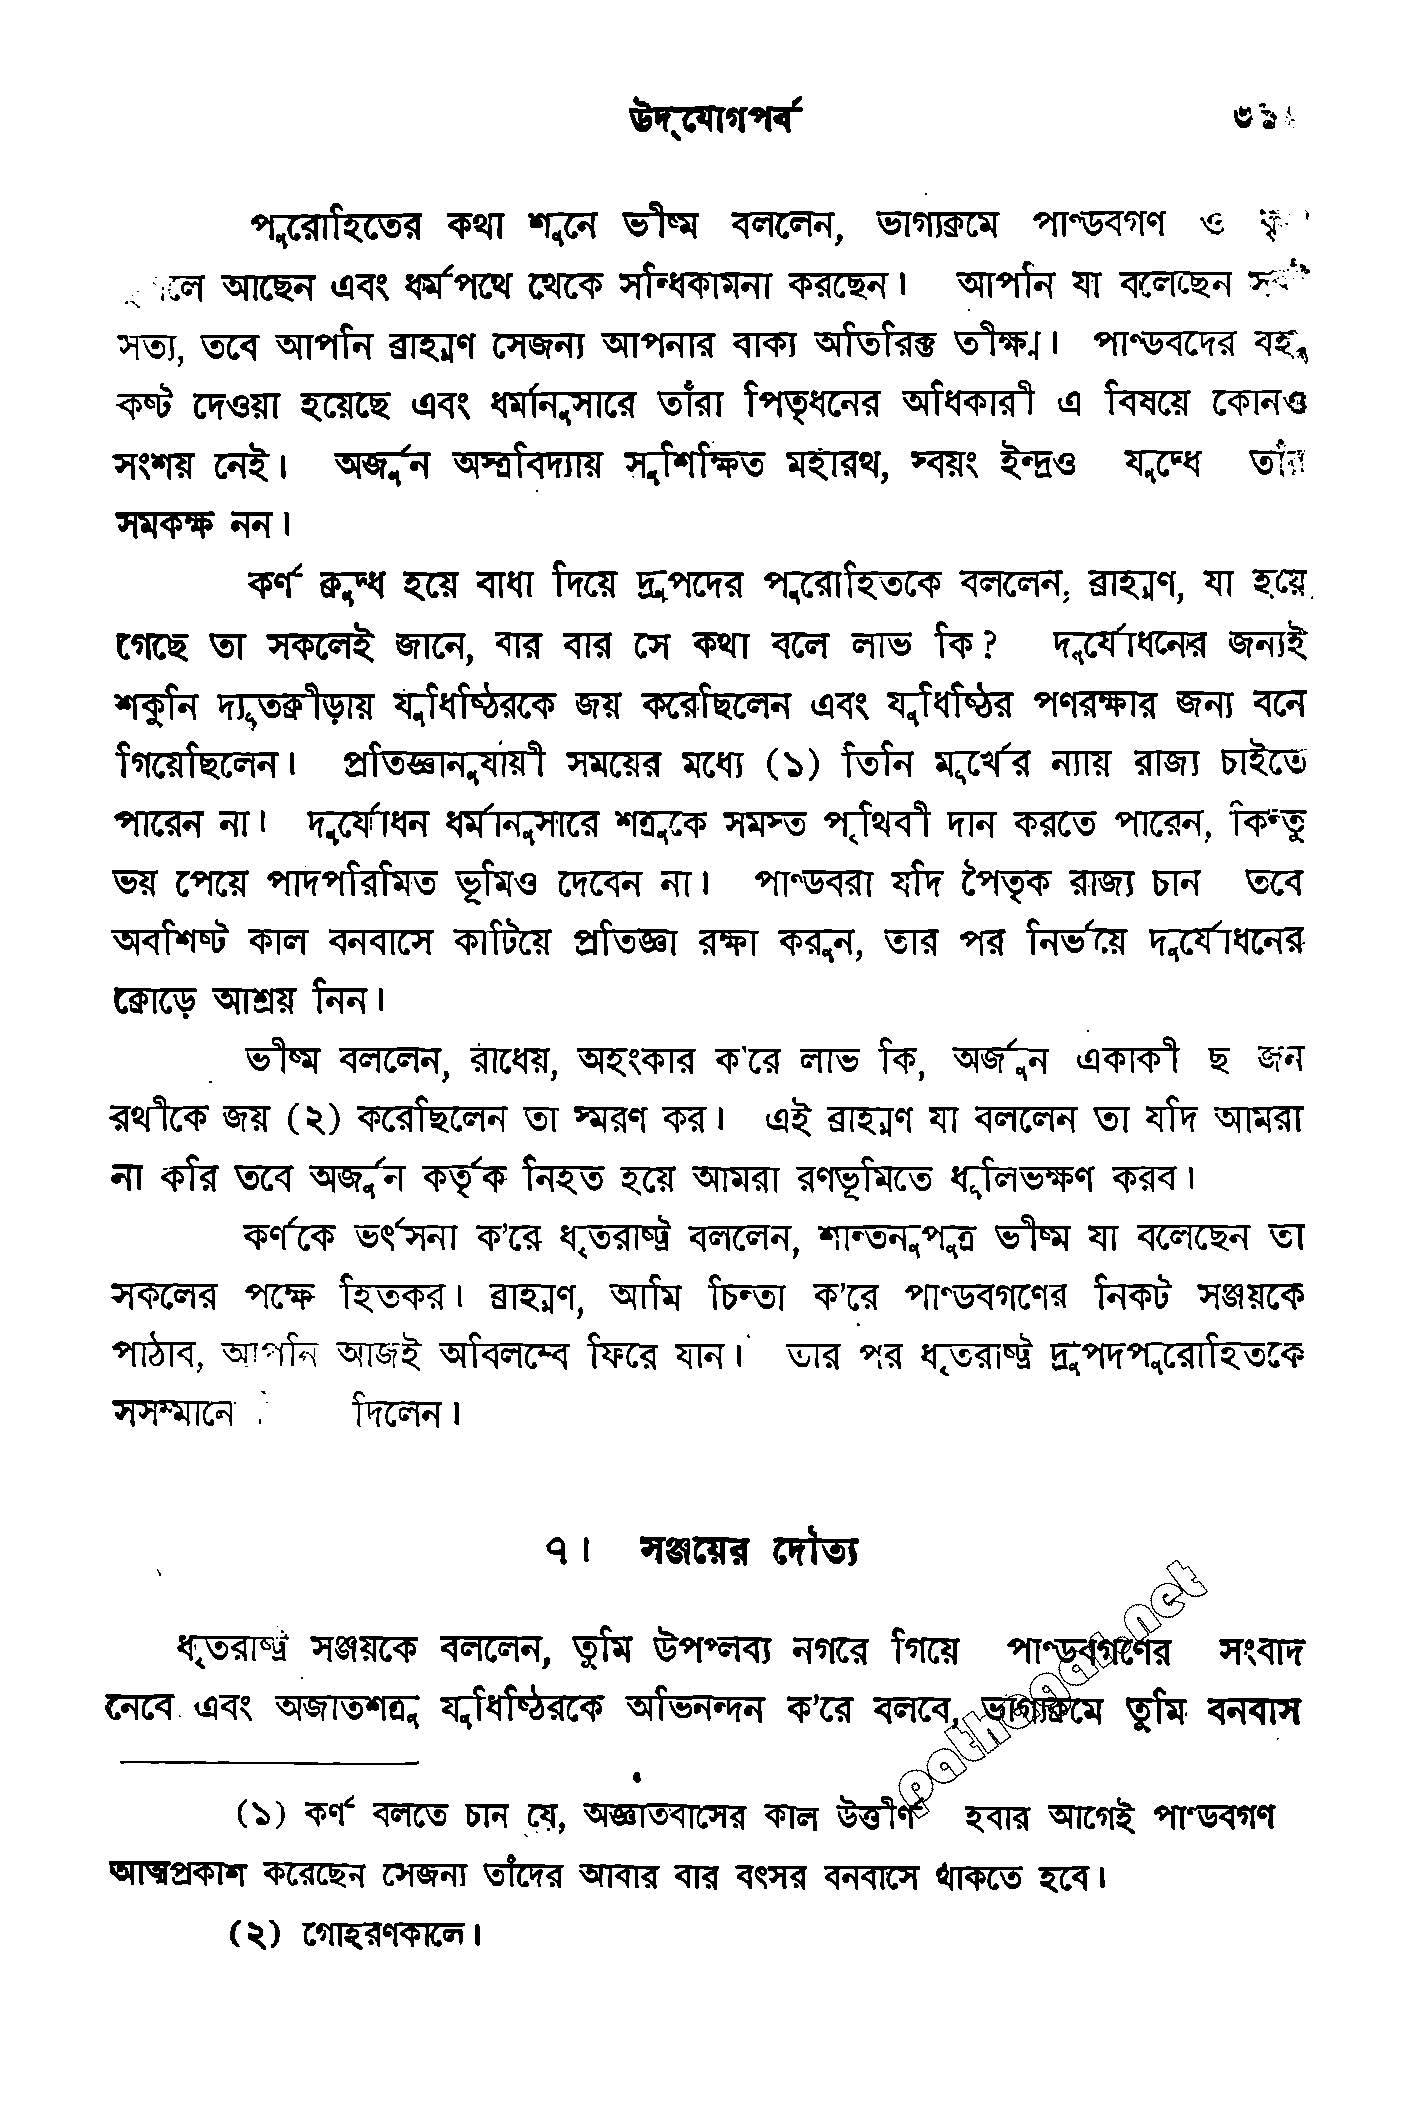 উদ্‌যোগপর্ব
পুরোহিতের কথা শুনে ভীষ্ম বললেন, ভাগ্যক্রমে পাণ্ডবগণ ও
আছেন এবং ধর্মপথে থেকে সন্ধিকামনা করছেন। আপনি যা বলেছেন
সত্য, তবে আপনি ব্রাহ্মণ সেজন্য আপনার বাক্য অতিরিক্ত তীক্ষ্ণ। পাণ্ডবদের বহু
কষ্ট দেওয়া হয়েছে এবং ধর্মানুসারে তাঁরা পিতৃধনের অধিকারী এ বিষয়ে কোনও
সংশয় নেই। অর্জুন অস্ত্রবিদ্যায় সুশিক্ষিত মহারথ, স্বয়ং ইন্দ্রও যুদ্ধে তাঁর
সমকক্ষ নন।
কর্ণ ক্রুদ্ধ হয়ে বাধা দিয়ে দ্রুপদের পুরোহিতকে বললেন, ব্রাহ্মণ, যা হয়ে
গেছে তা সকলেই জানে, বার বার সে কথা বলে লাভ কি? দুর্যোধনের জন্যই
শকুনি দ্যূতক্রীড়ায় যুধিষ্ঠিরকে জয় করেছিলেন এবং যুধিষ্ঠির পণরক্ষার জন্য বনে
গিয়েছিলেন। প্রতিজ্ঞানুযায়ী সময়ের মধ্যে (১) তিনি মূর্খের ন্যায় রাজ্য চাইতে
পারেন না। দুর্যোধন ধর্মানুসারে শত্রুকে সমস্ত পৃথিবী দান করতে পারেন, কিন্তু
ভয় পেয়ে পাদপরিমিত ভূমিও দেবেন না। পাণ্ডবরা যদি পৈতৃক রাজ্য চান তবে
অবশিষ্ট কাল বনবাসে কাটিয়ে প্রতিজ্ঞা রক্ষা করুন, তার পর নির্ভয়ে দুর্যোধনের
ক্রোড়ে আশ্রয় নিন।
ভীষ্ম বললেন, রাধেয়, অহংকার ক'রে লাভ কি, অর্জুন একাকী ছ জন
রথীকে জয় (২) করেছিলেন তা স্মরণ কর। এই ব্রাহ্মণ যা বললেন তা যদি আমরা
না করি তবে অর্জুন কর্তৃক নিহত হয়ে আমরা রণভূমিতে ধূলিভক্ষণ করব।
কর্ণকে ভর্ৎসনা ক'রে ধৃতরাষ্ট্র বললেন, শান্তনুপুত্র ভীষ্ম যা বলেছেন তা
সকলের পক্ষে হিতকর। ব্রাহ্মণ, আমি চিন্তা ক'রে পাণ্ডবগণের নিকট সঞ্জয়কে
পাঠাব, আপনি আজই অবিলম্বে ফিরে যান। তার পর ধৃতরাষ্ট্র দ্রুপদপুরোহিতকে
সসম্মানে দিলেন।
৭। সঞ্জয়ের দৌত্য
ধৃতরাষ্ট্র সঞ্জয়কে বললেন, তুমি উপপ্লব্য নগরে গিয়ে পাণ্ডবগণের সংবাদ
নেবে এবং অজাতশত্রু যুধিষ্ঠিরকে অভিনন্দন ক'রে বলবে, ভাগ্যক্রমে তুমি বনবাস
(১) কর্ণ বলতে চান যে, অজ্ঞাতবাসের কাল উত্তীর্ণ হবার আগেই পাণ্ডবগণ
আত্মপ্রকাশ করেছেন সেজন্য তাঁদের আবার বার বৎসর বনবাসে থাকতে হবে।
(২) গোহরণকালে।
pathagar.net